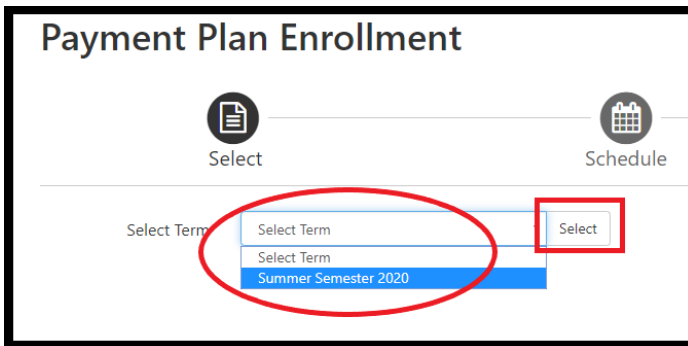 Payment Plan Enrollment
Select
Schedule
Select Term
Select Term
Select
Select Term
Summer Semester 2020